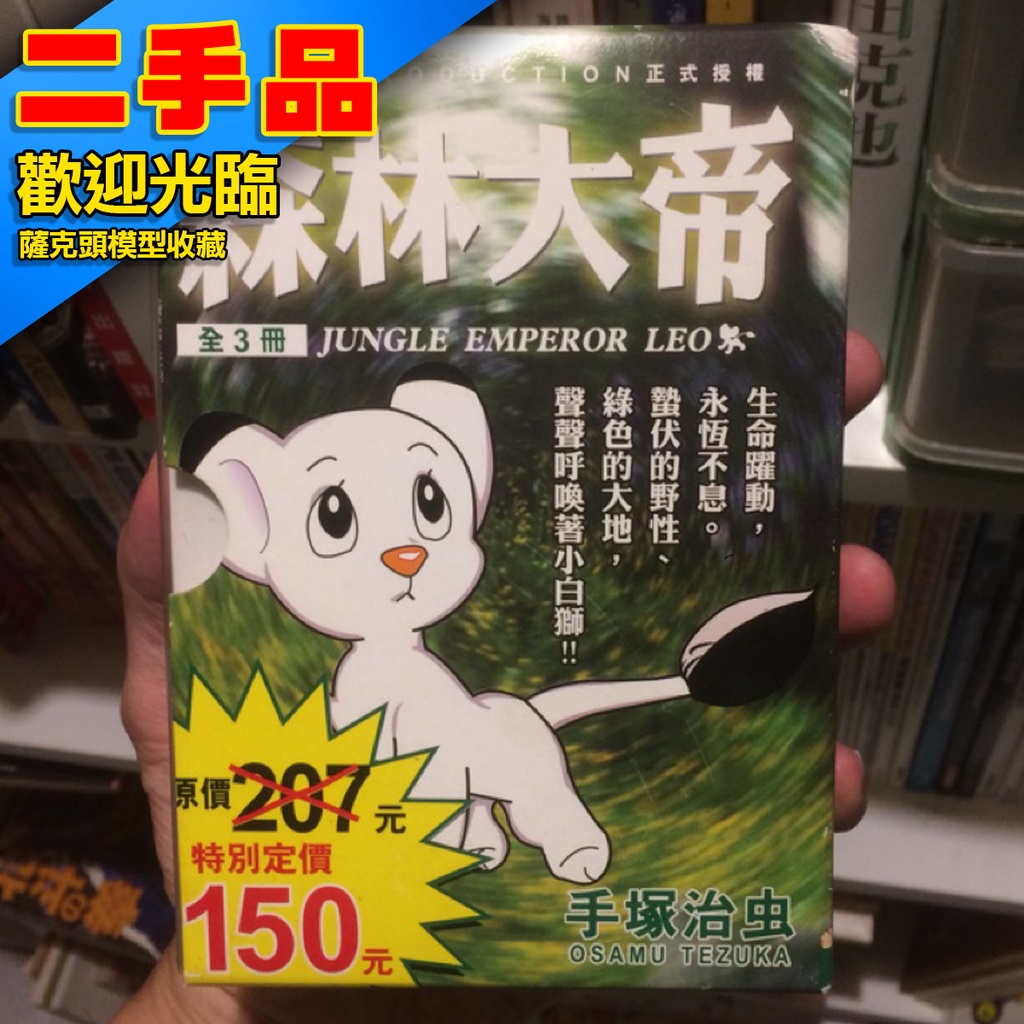 二手品
歡迎光臨
薩克頭模型收藏
ODUCTION正式授權
森林大帝
全3冊
JUNGLE EMPEROR LEO
生命躍動，
永恆不息。
蟄伏的野性、
綠色的大地，
聲聲呼喚著小白獅!!
原價207元
特別定價
150元
手塚治虫
OSAMU TEZUKA
克也